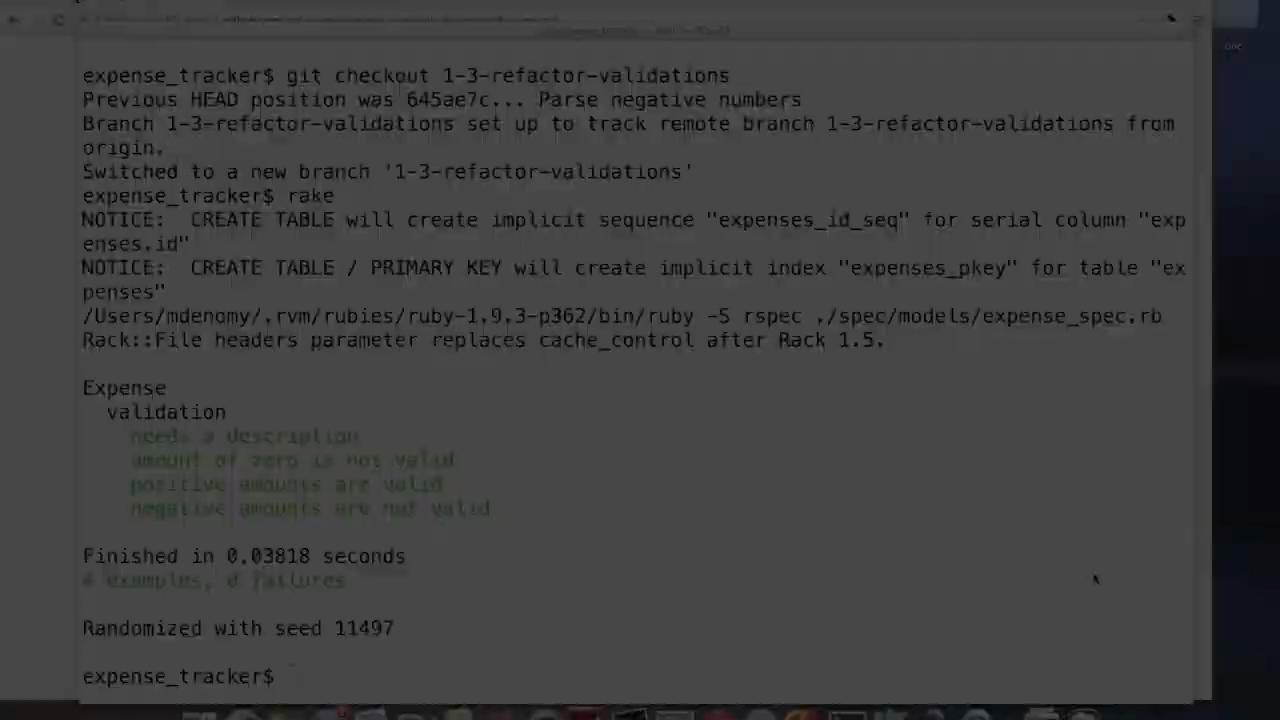 expense_tracker$ git checkout 1-3-refactor-validations
Previous HEAD position was 645ae7c... Parse negative numbers
Branch 1-3-refactor-validations set up to track remote branch 1-3-refactor-validations from
origin.
Switched to a new branch '1-3-refactor-validations'
expense_tracker$ rake
NOTICE:  CREATE TABLE will create implicit sequence "expenses_id_seq" for serial column "exp
enses.id"
NOTICE:  CREATE TABLE / PRIMARY KEY will create implicit index "expenses_pkey" for table "ex
penses"
/Users/mdenomy/.rvm/rubies/ruby-1.9.3-p362/bin/ruby -S rspec ./spec/models/expense_spec.rb
Rack::File headers parameter replaces cache_control after Rack 1.5.
Expense
validation
needs a description
amount of zero is not valid
positive amounts are valid
negative amounts are not valid
Finished in 0.03818 seconds
4 examples, 0 failures
Randomized with seed 11497
expense_tracker$